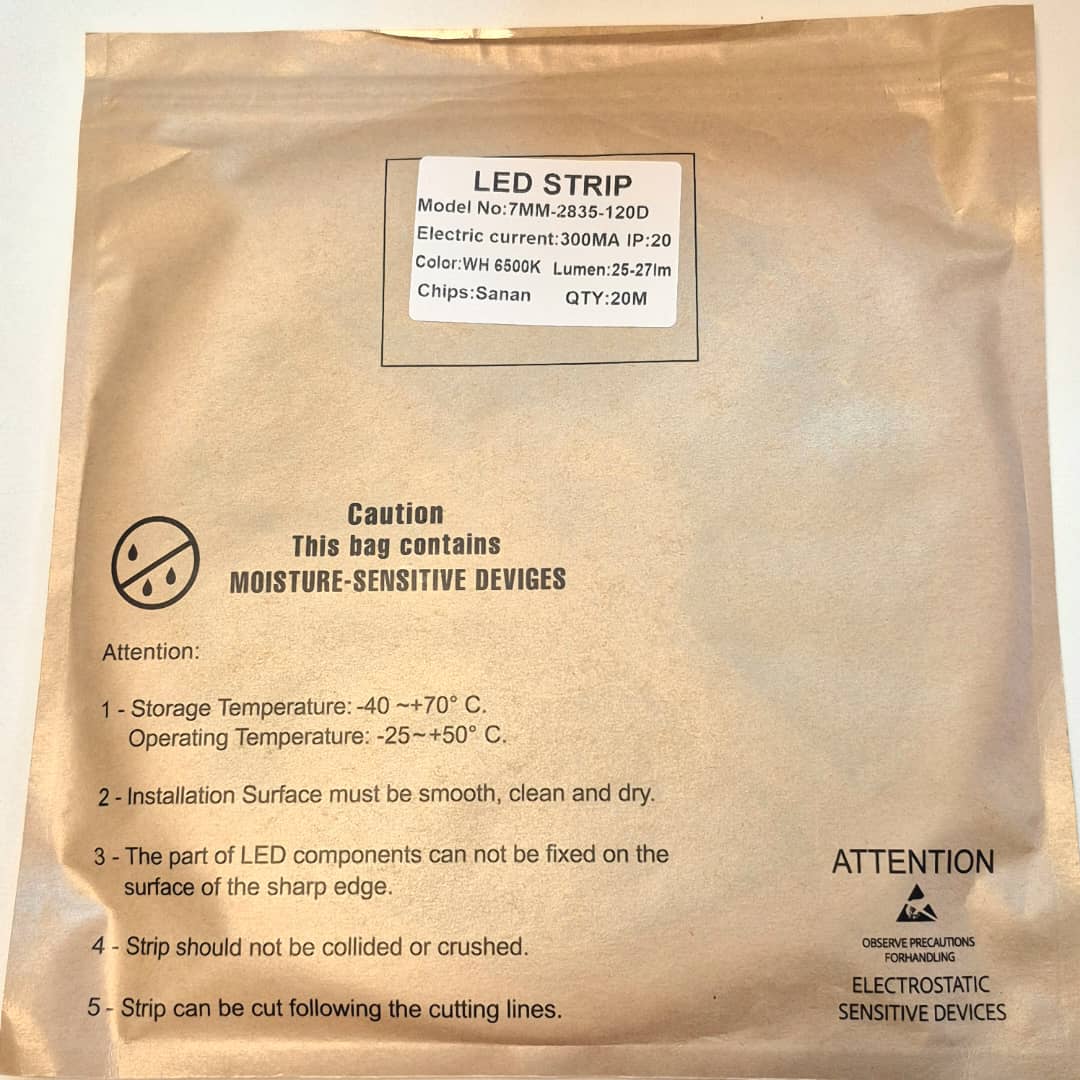 LED STRIP
Model No:7MM-2835-120D
Electric current:300MA IP:20
Color:WH 6500K Lumen:25-27lm
Chips:Sanan QTY:20M
Caution
This bag contains
MOISTURE-SENSITIVE DEVIGES
Attention:
1 - Storage Temperature: -40 ~+70° C.
Operating Temperature: -25~+50° C.
2 - Installation Surface must be smooth, clean and dry.
3 - The part of LED components can not be fixed on the
surface of the sharp edge.
4 - Strip should not be collided or crushed.
5 - Strip can be cut following the cutting lines.
ATTENTION
OBSERVE PRECAUTIONS
FORHANDLING
ELECTROSTATIC
SENSITIVE DEVICES